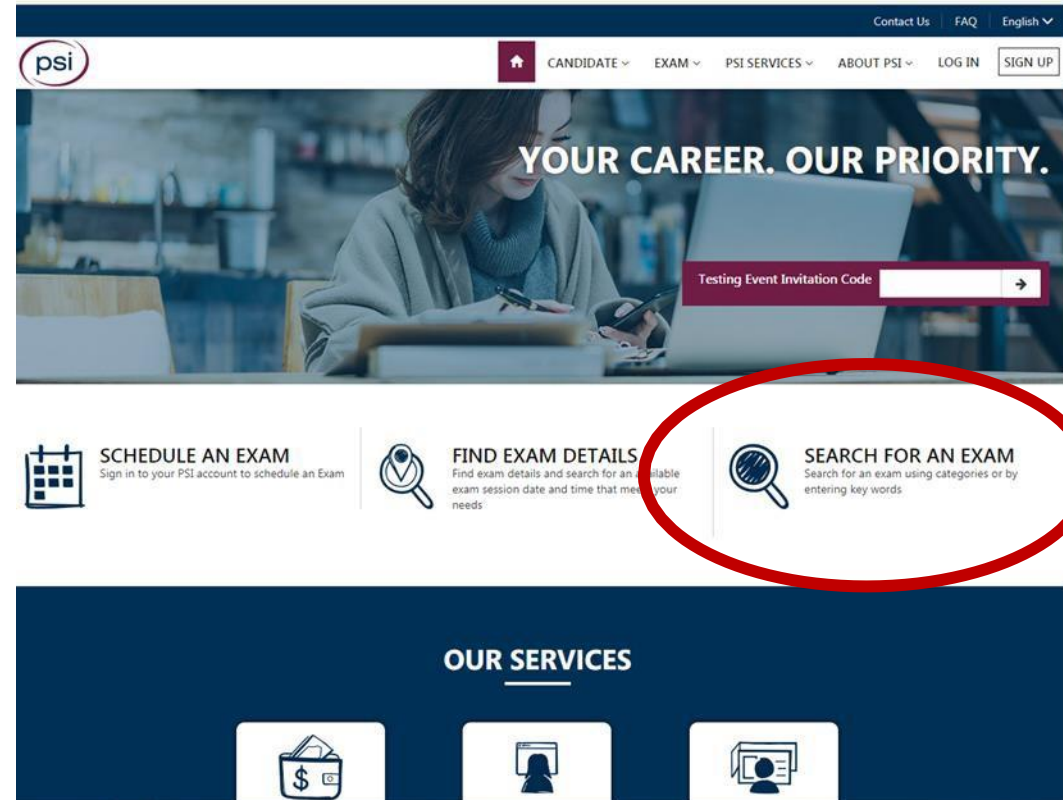 Contact Us FAQ English
psi
CANDIDATE EXAM PSI SERVICES ABOUT PSI LOG IN SIGN UP
YOUR CAREER. OUR PRIORITY.
Testing Event Invitation Code
SCHEDULE AN EXAM
Sign in to your PSI account to schedule an Exam
FIND EXAM DETAILS
Find exam details and search for an available
exam session date and time that meets your
needs
SEARCH FOR AN EXAM
Search for an exam using categories or by
entering key words
OUR SERVICES
$